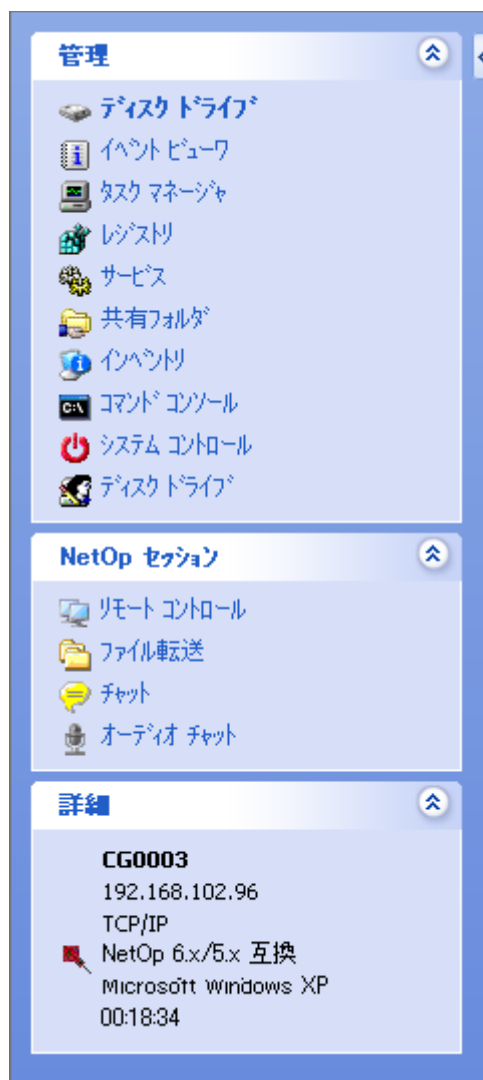 管理
ディスク ドライブ
イベント ビューワ
タスク マネージャ
レジストリ
サービス
共有フォルダ
インベントリ
コマンド コンソール
システム コントロール
ディスク ドライブ
NetOp セッション
リモート コントロール
ファイル転送
チャット
オーディオ チャット
詳細
CG0003
192.168.102.96
TCP/IP
NetOp 6.x/5.x 互換
Microsoft Windows XP
00:18:34